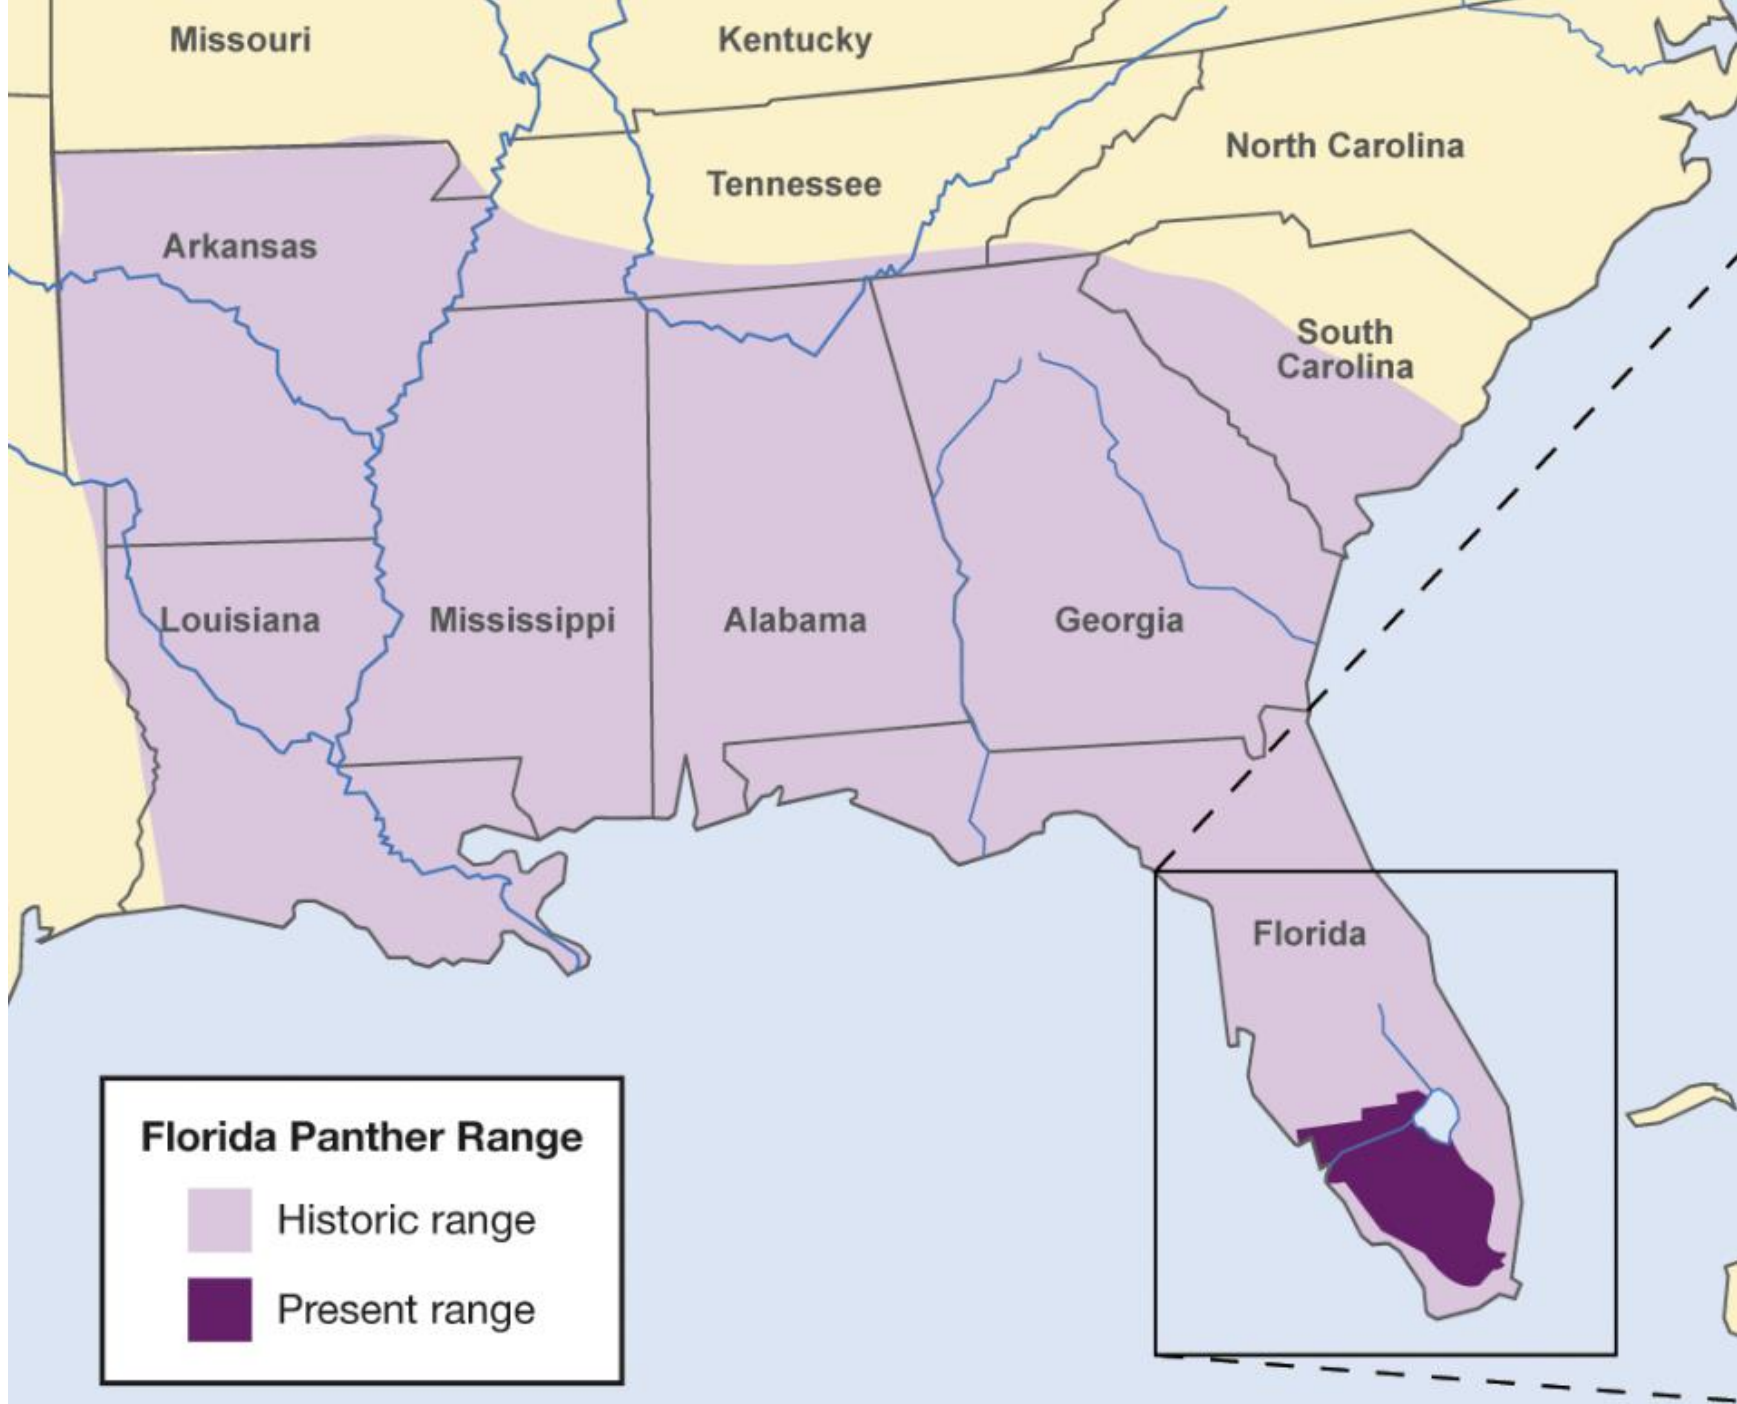 Missouri
Kentucky
North Carolina
Tennessee
Arkansas
South
Carolina
Louisiana
Mississippi
Alabama
Georgia
Florida
Florida Panther Range
Historic range
Present range